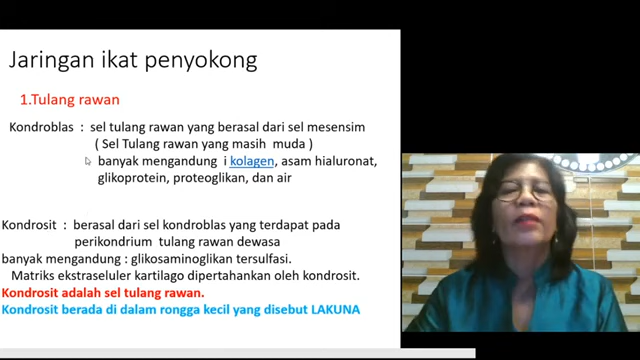 Jaringan ikat penyokong
1.Tulang rawan
Kondroblas : sel tulang rawan yang berasal dari sel mesensim
( Sel Tulang rawan yang masih muda )
banyak mengandung i kolagen, asam hialuronat,
glikoprotein, proteoglikan, dan air
Kondrosit : berasal dari sel kondroblas yang terdapat pada
perikondrium tulang rawan dewasa
banyak mengandung : glikosaminoglikan tersulfasi.
Matriks ekstraseluler kartilago dipertahankan oleh kondrosit.
Kondrosit adalah sel tulang rawan.
Kondrosit berada di dalam rongga kecil yang disebut LAKUNA